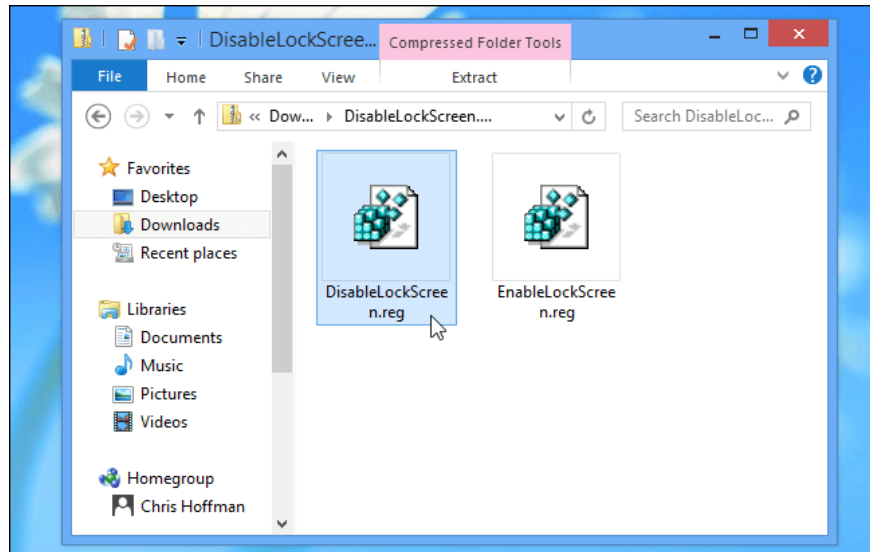 DisableLockScree...
Compressed Folder Tools
File
Home
Share
View
Extract
« Dow... DisableLockScreen....
Search DisableLoc...
Favorites
Desktop
Downloads
Recent places
Libraries
Documents
Music
Pictures
Videos
Homegroup
Chris Hoffman
DisableLockScree
n.reg
EnableLockScree
n.reg